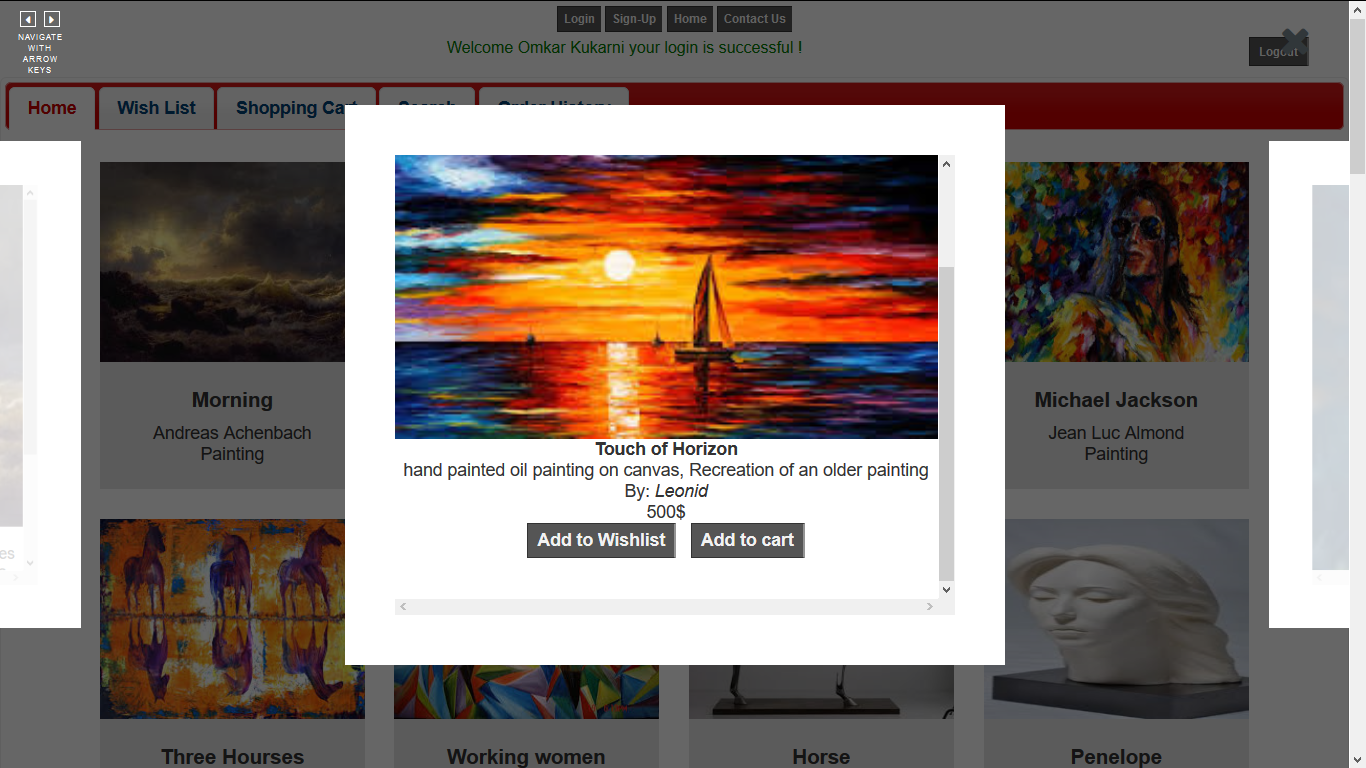 NAVIGATE
WITH
ARROW
KEYS
Login Sign-Up Home Contact Us
Welcome Omkar Kukarni your login is successful !
Logout
Home Wish List Shopping Cart Search Order History
Morning
Andreas Achenbach
Painting
Michael Jackson
Jean Luc Almond
Painting
Touch of Horizon
hand painted oil painting on canvas, Recreation of an older painting
By: Leonid
500$
Add to Wishlist Add to cart
Three Hourses Working women Horse Penelope